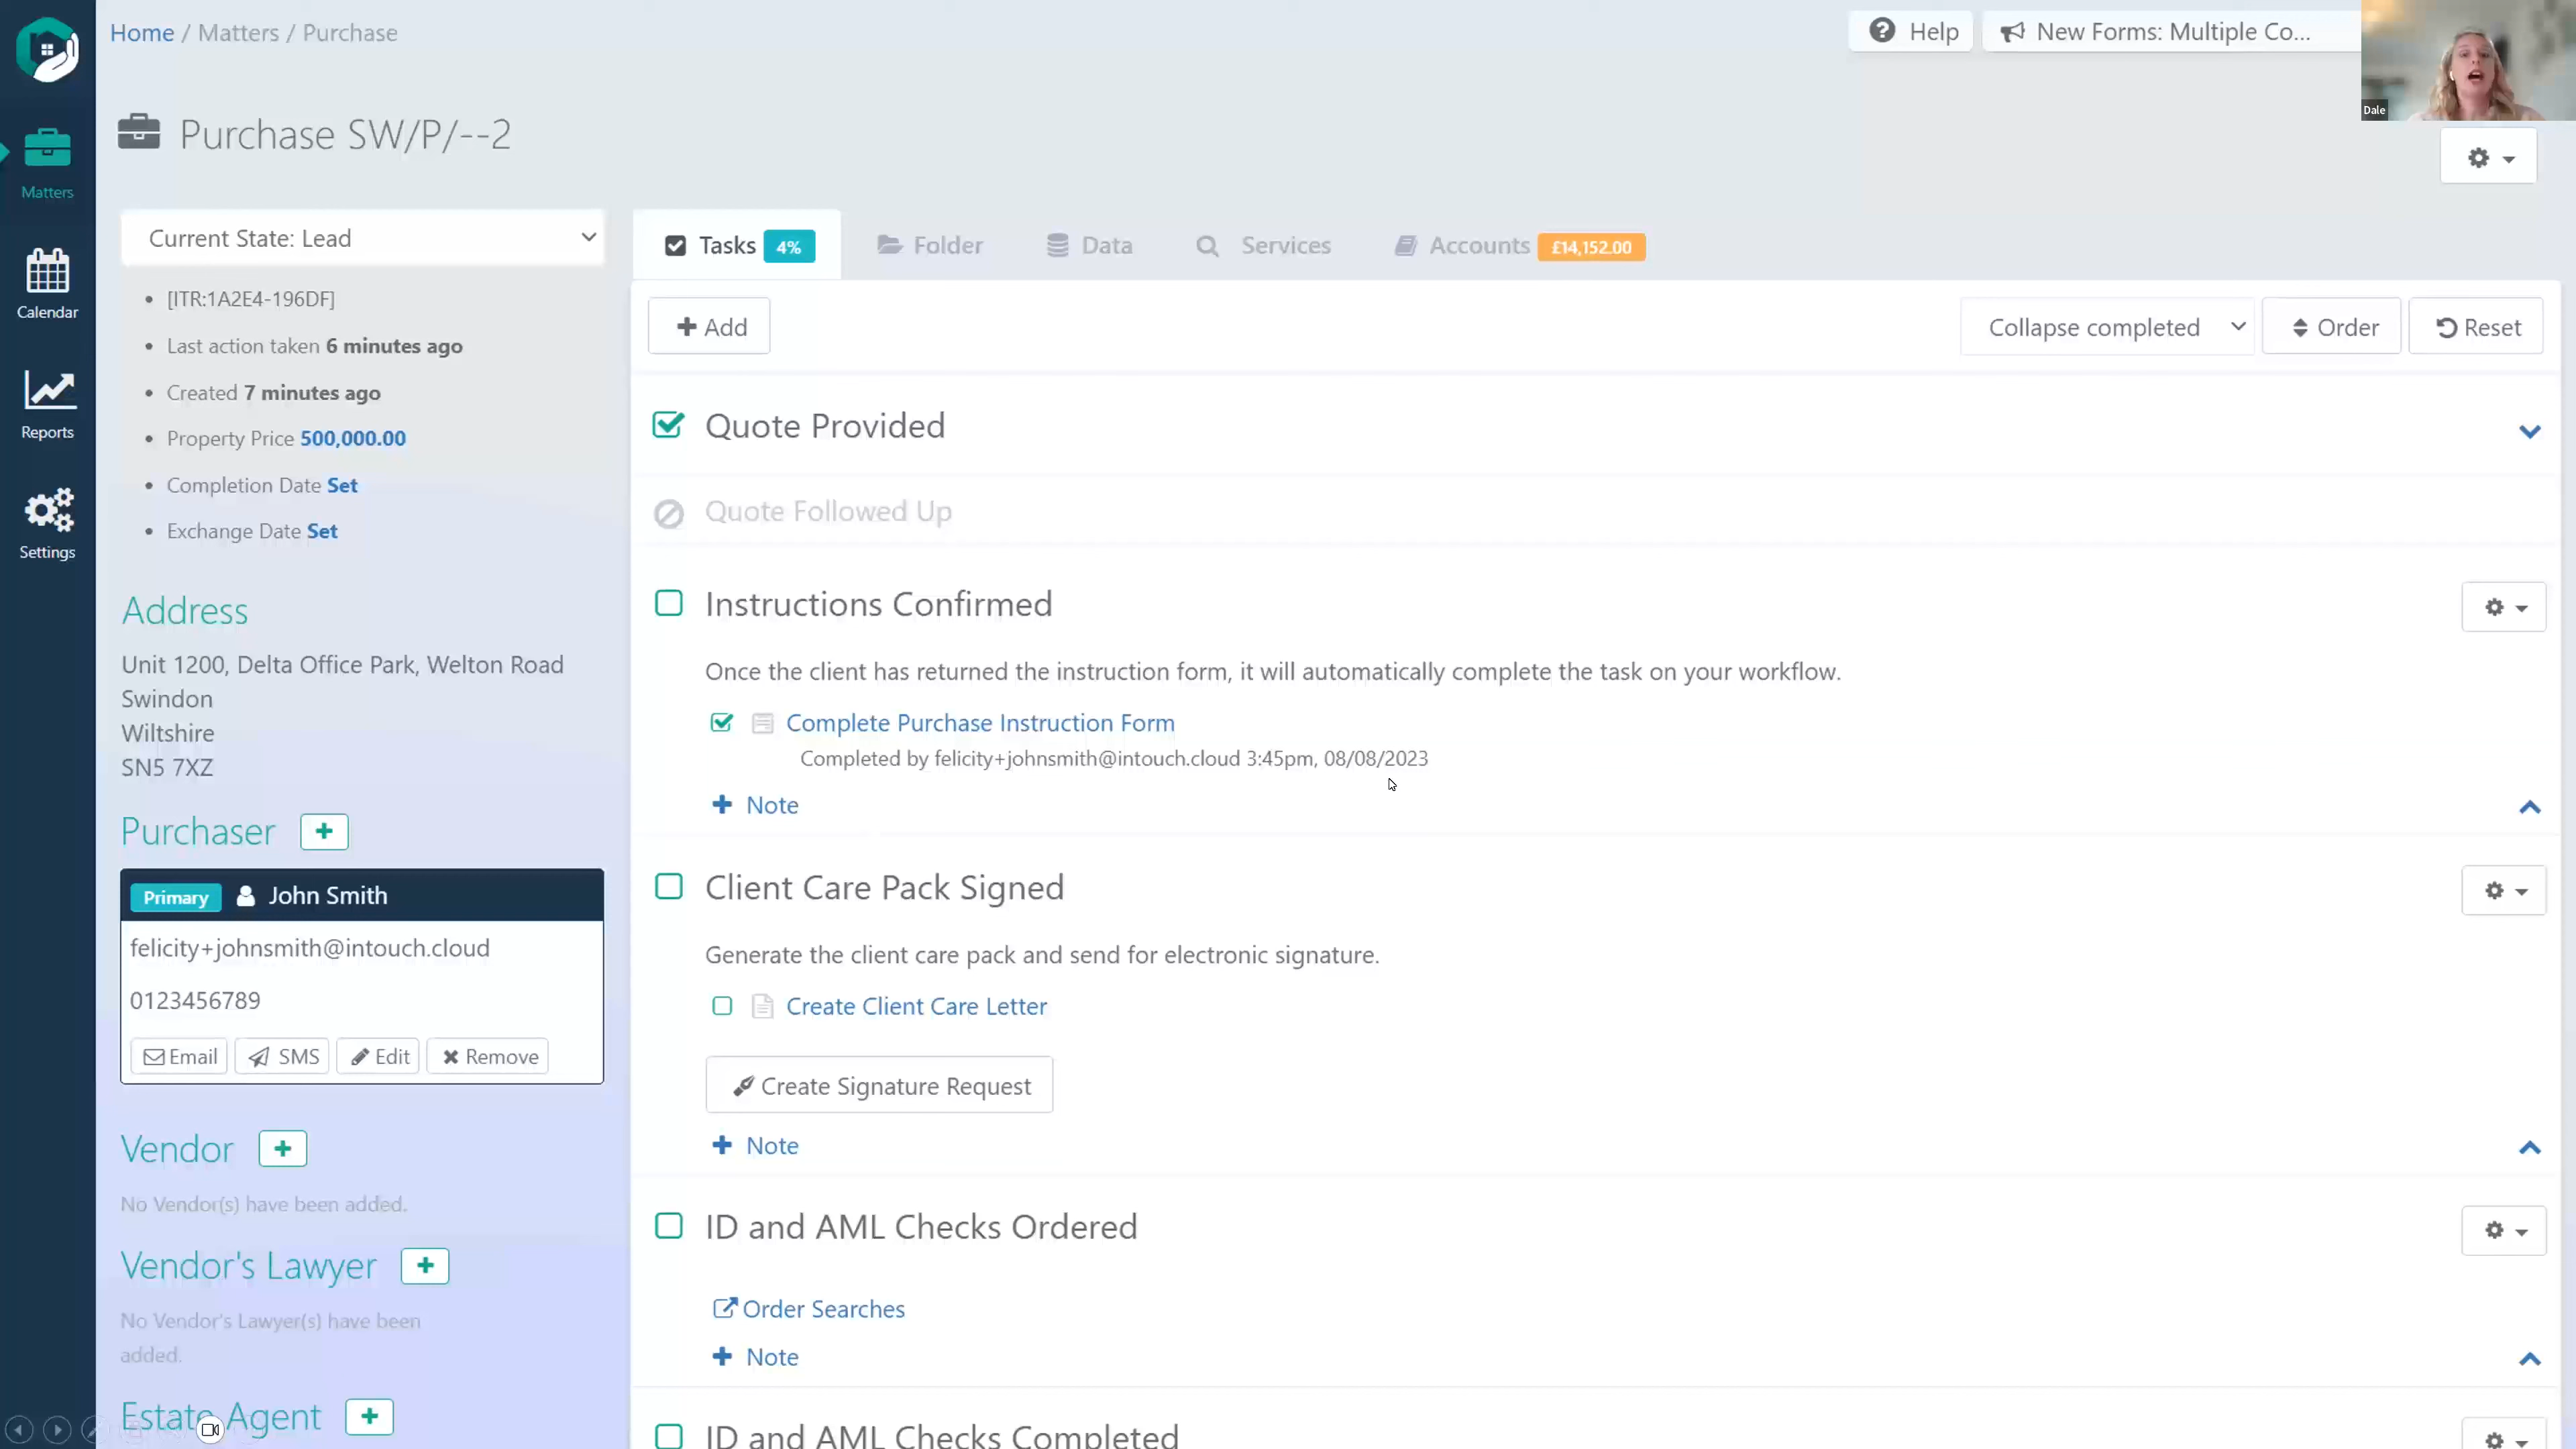 Home / Matters / Purchase
Help
New Forms: Multiple Co...
Dale
Purchase SW/P/--2
Matters
Calendar
Reports
Settings
Current State: Lead
[ITR:1A2E4-196DF]
Last action taken 6 minutes ago
Created 7 minutes ago
Property Price 500,000.00
Completion Date Set
Exchange Date Set
Address
Unit 1200, Delta Office Park, Welton Road
Swindon
Wiltshire
SN5 7XZ
Purchaser
Primary John Smith
felicity+johnsmith@intouch.cloud
0123456789
Email SMS Edit Remove
Vendor
No Vendor(s) have been added.
Vendor's Lawyer
No Vendor's Lawyer(s) have been
added.
Estate Agent
Tasks 4% Folder Data Services Accounts £14,152.00
Add Collapse completed Order Reset
Quote Provided
Quote Followed Up
Instructions Confirmed
Once the client has returned the instruction form, it will automatically complete the task on your workflow.
Complete Purchase Instruction Form
Completed by felicity+johnsmith@intouch.cloud 3:45pm, 08/08/2023
Note
Client Care Pack Signed
Generate the client care pack and send for electronic signature.
Create Client Care Letter
Create Signature Request
Note
ID and AML Checks Ordered
Order Searches
Note
ID and AML Checks Completed